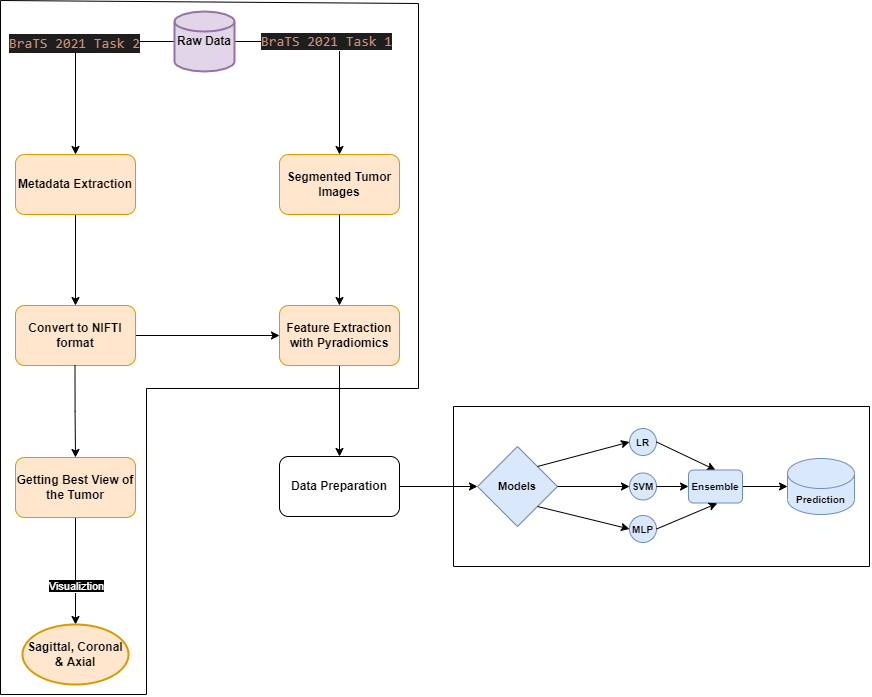 BraTS 2021 Task 2
Raw Data
BraTS 2021 Task 1
Metadata Extraction
Segmented Tumor
Images
Convert to NIFTI
format
Feature Extraction
with Pyradiomics
Getting Best View of
the Tumor
Data Preparation
Models
LR
SVM
MLP
Ensemble
Prediction
Visualiztion
Sagittal, Coronal
& Axial